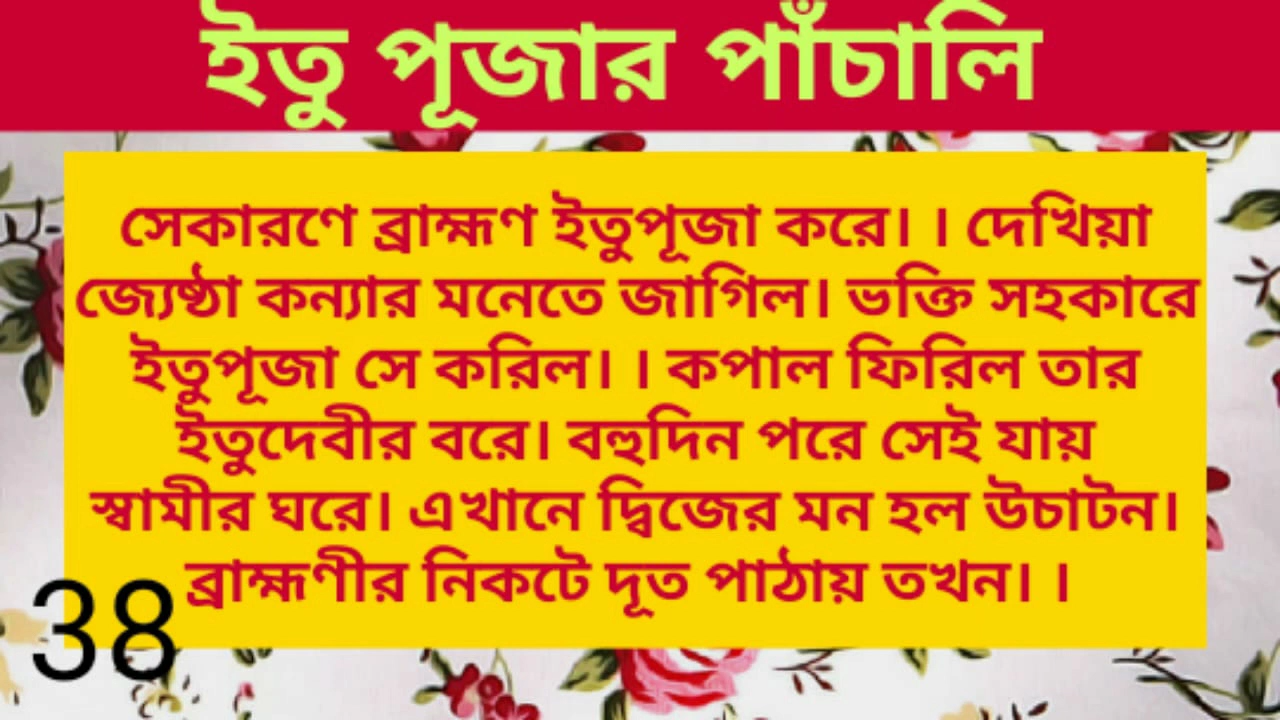 ইতু পূজার পাঁচালি
সেকারণে ব্রাহ্মণ ইতুপূজা করে। । দেখিয়া
জ্যেষ্ঠা কন্যার মনেতে জাগিল। ভক্তি সহকারে
ইতুপূজা সে করিল। । কপাল ফিরিল তার
ইতুদেবীর বরে। বহুদিন পরে সেই যায়
স্বামীর ঘরে। এখানে দ্বিজের মন হল উচাটন।
ব্রাহ্মণীর নিকটে দূত পাঠায় তখন। ।
38